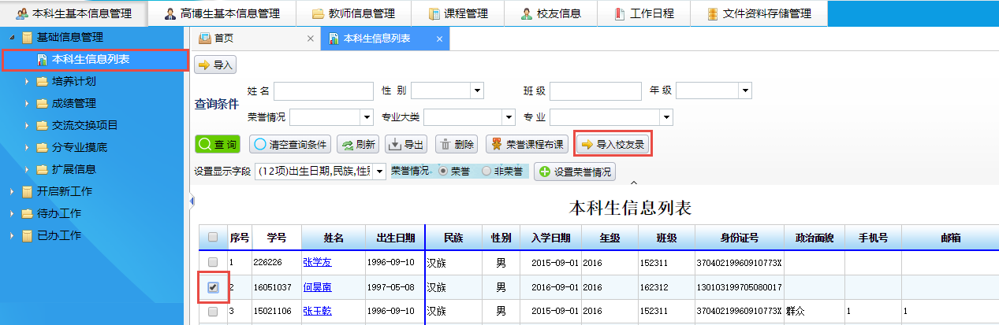 本科生基本信息管理 高博生基本信息管理 教师信息管理 课程管理 校友信息 工作日程 文件资料存储管理
基础信息管理
本科生信息列表
培养计划
成绩管理
交流交换项目
分专业摸底
扩展信息
开启新工作
待办工作
已办工作
首页 本科生信息列表
导入
查询条件
姓 名 性 别 班 级 年 级
荣誉情况 专业大类 专 业
查 询 清空查询条件 刷新 导出 删除 荣誉课程布课 导入校友录
设置显示字段 (12项)出生日期,民族,性别 荣誉情况 荣誉 非荣誉 设置荣誉情况
本科生信息列表
序号 学号 姓名 出生日期 民族 性别 入学日期 年级 班级 身份证号 政治面貌 手机号 邮箱
1 226226 张学友 1996-09-10 汉族 男 2015-09-01 2016 152311 37040219960910773X
2 16051037 何昊南 1997-05-08 汉族 男 2016-09-01 2016 162312 130103199705080017
3 15021106 张玉乾 1996-09-10 汉族 男 2015-09-01 2016 152311 37040219960910773X 群众 1 1